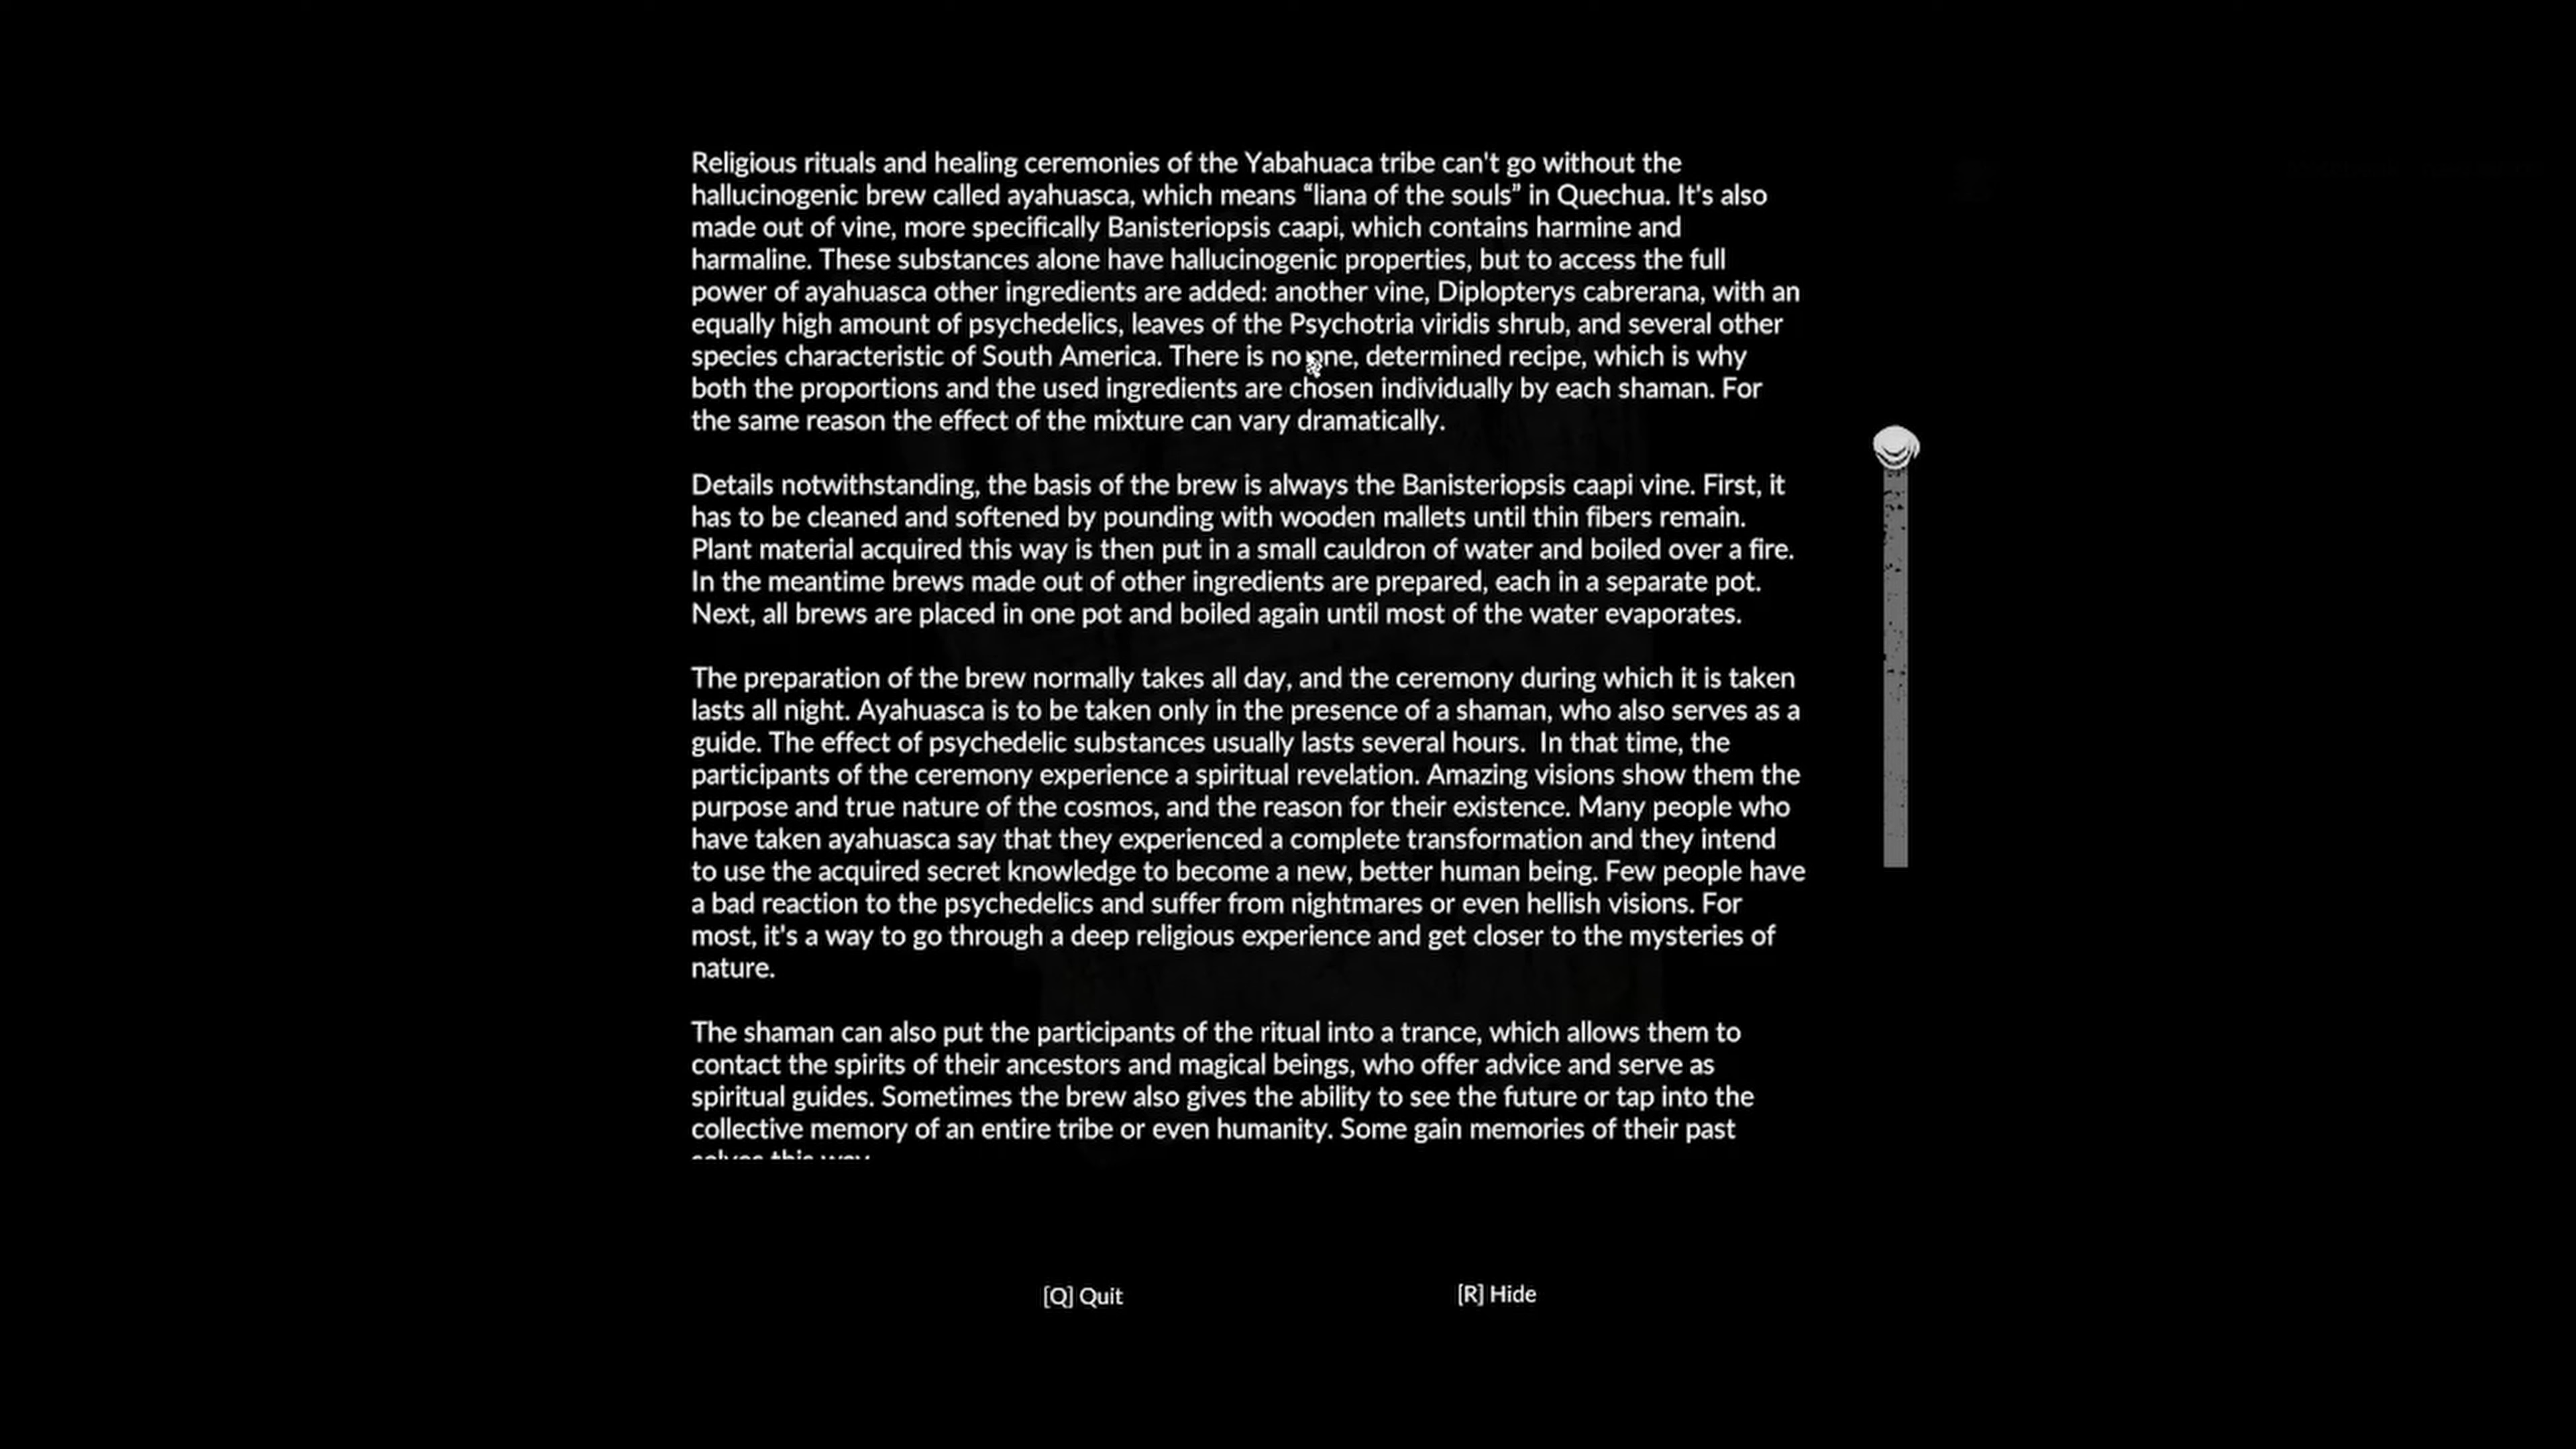 Religious rituals and healing ceremonies of the Yabahuaca tribe can't go without the
hallucinogenic brew called ayahuasca, which means “liana of the souls” in Quechua. It's also
made out of vine, more specifically Banisteriopsis caapi, which contains harmine and
harmaline. These substances alone have hallucinogenic properties, but to access the full
power of ayahuasca other ingredients are added: another vine, Diplopterys cabrerana, with an
equally high amount of psychedelics, leaves of the Psychotria viridis shrub, and several other
species characteristic of South America. There is no one, determined recipe, which is why
both the proportions and the used ingredients are chosen individually by each shaman. For
the same reason the effect of the mixture can vary dramatically.
Details notwithstanding, the basis of the brew is always the Banisteriopsis caapi vine. First, it
has to be cleaned and softened by pounding with wooden mallets until thin fibers remain.
Plant material acquired this way is then put in a small cauldron of water and boiled over a fire.
In the meantime brews made out of other ingredients are prepared, each in a separate pot.
Next, all brews are placed in one pot and boiled again until most of the water evaporates.
The preparation of the brew normally takes all day, and the ceremony during which it is taken
lasts all night. Ayahuasca is to be taken only in the presence of a shaman, who also serves as a
guide. The effect of psychedelic substances usually lasts several hours.  In that time, the
participants of the ceremony experience a spiritual revelation. Amazing visions show them the
purpose and true nature of the cosmos, and the reason for their existence. Many people who
have taken ayahuasca say that they experienced a complete transformation and they intend
to use the acquired secret knowledge to become a new, better human being. Few people have
a bad reaction to the psychedelics and suffer from nightmares or even hellish visions. For
most, it's a way to go through a deep religious experience and get closer to the mysteries of
nature.
The shaman can also put the participants of the ritual into a trance, which allows them to
contact the spirits of their ancestors and magical beings, who offer advice and serve as
spiritual guides. Sometimes the brew also gives the ability to see the future or tap into the
collective memory of an entire tribe or even humanity. Some gain memories of their past
selves this way.
[Q] Quit
[R] Hide